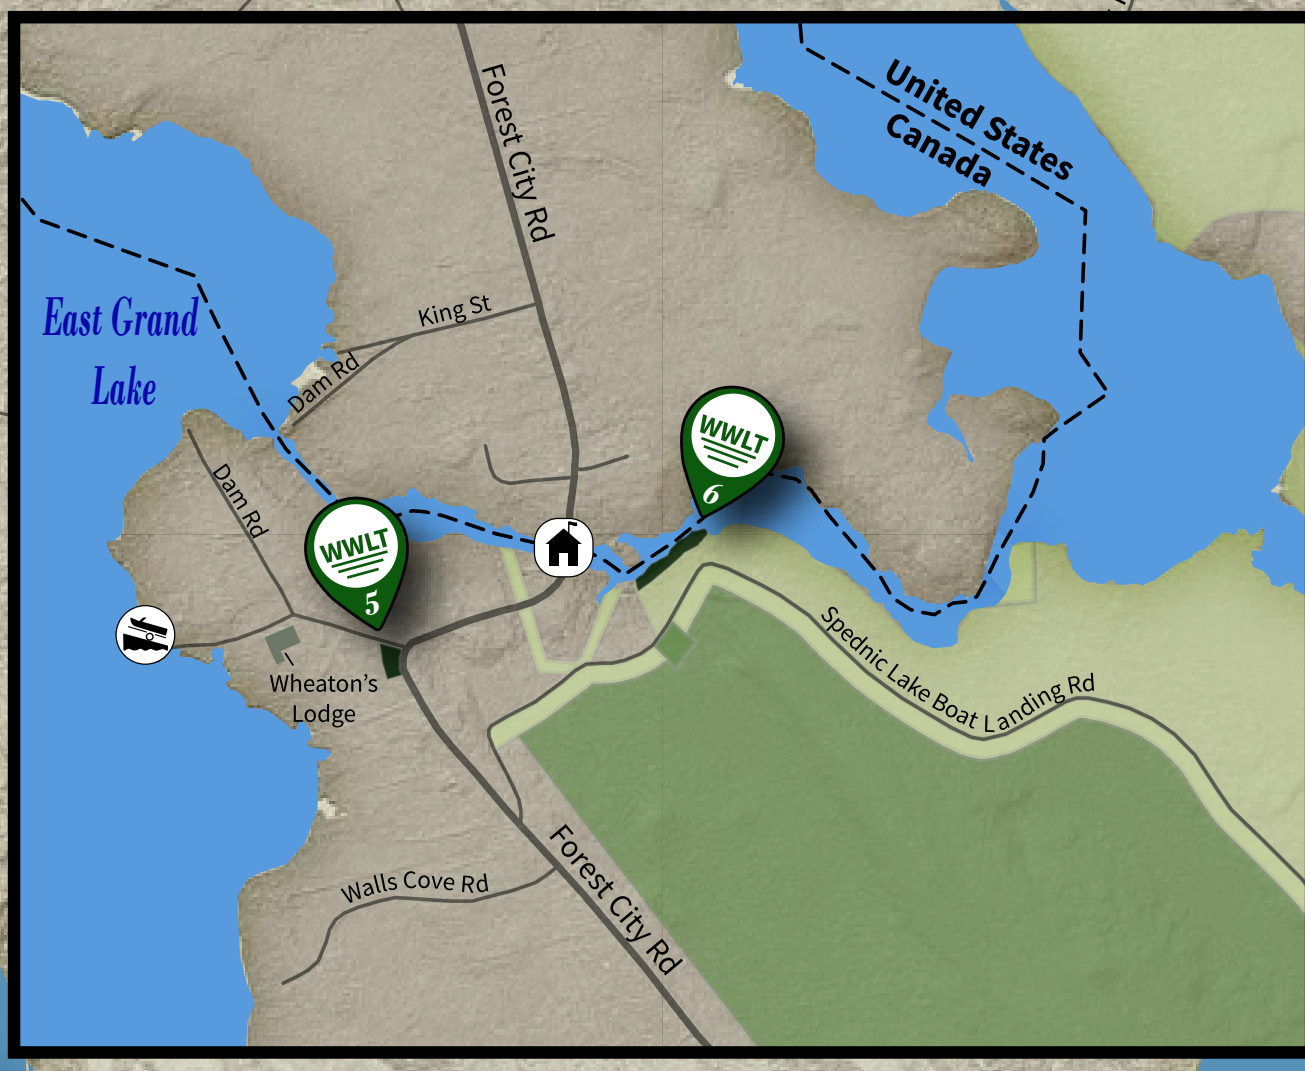 Forest City Rd
United States
Canada
East Grand
Lake
King St
Dam Rd
WWLT
6
Dam Rd
WWLT
5
Wheaton's
Lodge
Spednic Lake Boat Landing Rd
Walls Cove Rd
Forest City Rd